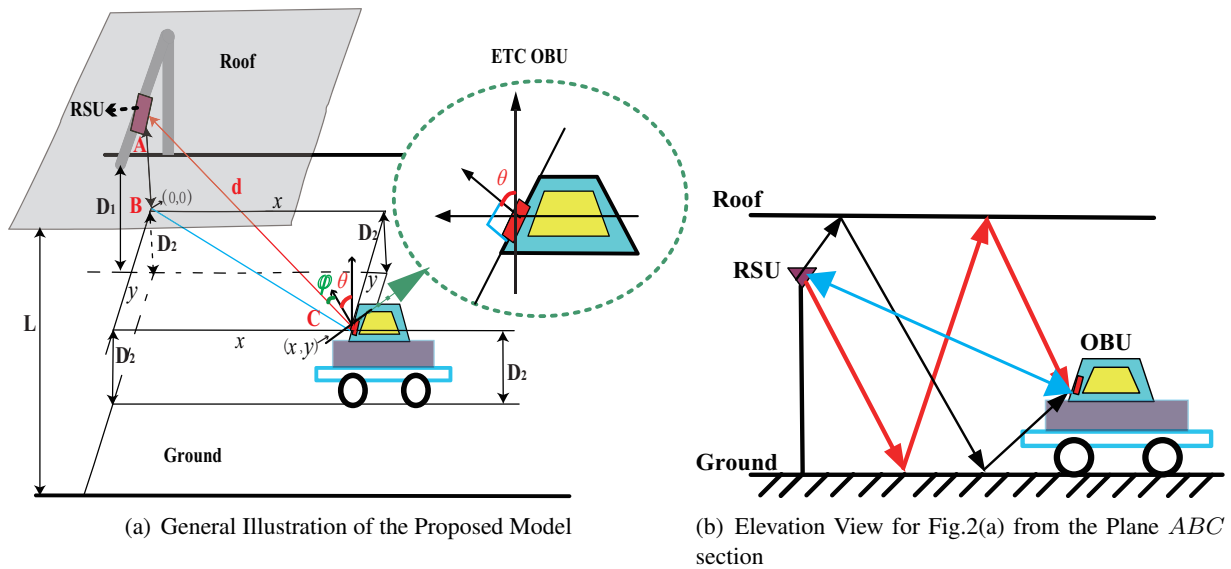 Roof
ETC OBU
RSU
A
θ
D₁
B
(0,0)
x
d
D₂
D₂
y
y
φ
θ
L
C
x
(x,y)
D₂
D₂
Ground
(a) General Illustration of the Proposed Model
Roof
RSU
OBU
Ground
(b) Elevation View for Fig.2(a) from the Plane ABC
section